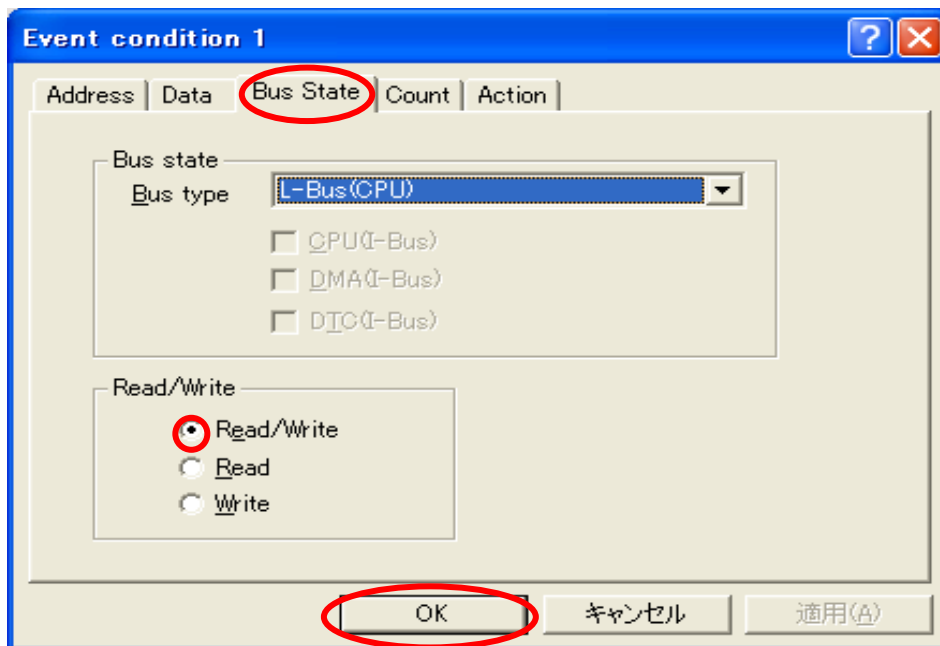 Event condition 1
Address Data Bus State Count Action
Bus state
Bus type L-Bus(CPU)
CPU(I-Bus)
DMA(I-Bus)
DTC(I-Bus)
Read/Write
Read/Write
Read
Write
OK キャンセル 適用(A)